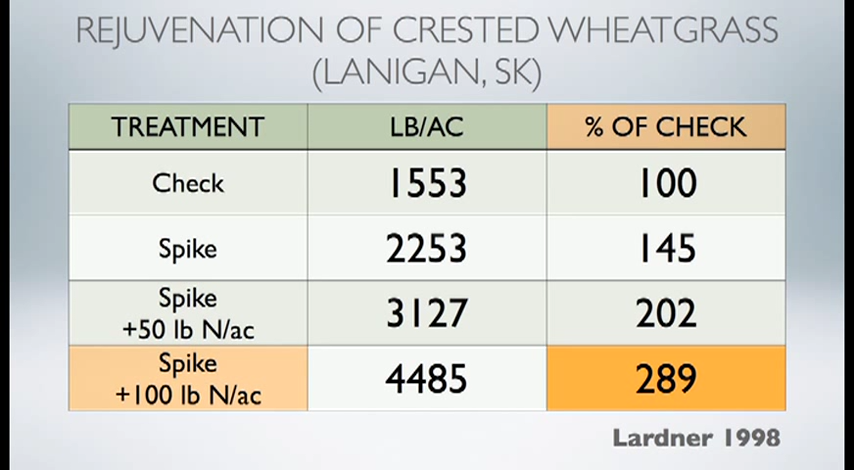 REJUVENATION OF CRESTED WHEATGRASS
(LANIGAN, SK)
TREATMENT LB/AC % OF CHECK
Check 1553 100
Spike 2253 145
Spike
+50 lb N/ac 3127 202
Spike
+100 lb N/ac 4485 289
Lardner 1998